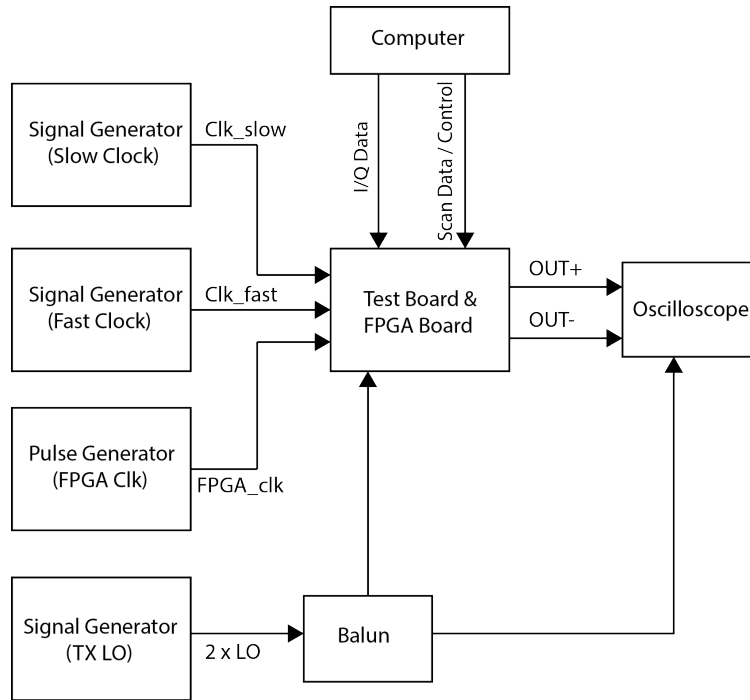 Computer
Signal Generator
(Slow Clock)
Clk_slow
I/Q Data
Scan Data / Control
Signal Generator
(Fast Clock)
Clk_fast
Test Board &
FPGA Board
OUT+
OUT-
Oscilloscope
Pulse Generator
(FPGA Clk)
FPGA_clk
Signal Generator
(TX LO)
2 x LO
Balun